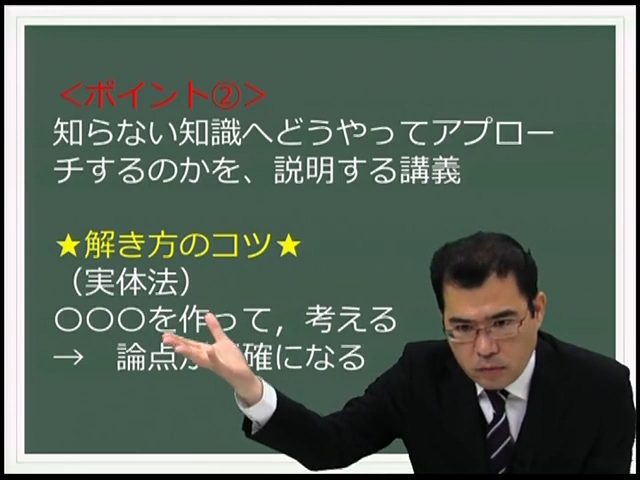 ＜ポイント②＞
知らない知識へどうやってアプロー
チするのかを、説明する講義
★解き方のコツ★
（実体法）
〇〇〇を作って，考える
→　論点が　確になる